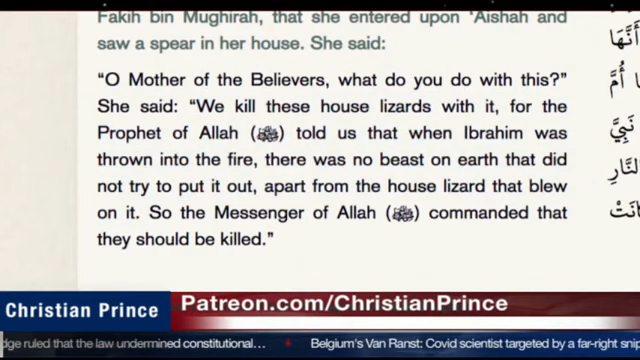 Fakih bin Mughirah, that she entered upon 'Aishah and
saw a spear in her house. She said:
“O Mother of the Believers, what do you do with this?”
She said: “We kill these house lizards with it, for the
Prophet of Allah (ﷺ) told us that when Ibrahim was
thrown into the fire, there was no beast on earth that did
not try to put it out, apart from the house lizard that blew
on it. So the Messenger of Allah (ﷺ) commanded that
they should be killed.”
أَنَّهَا
أُمَّ
نَبِيَّ
النَّارِ
كَانَتْ
Christian Prince
Patreon.com/ChristianPrince
dge ruled that the law undermined constitutional... * Belgium's Van Ranst: Covid scientist targeted by a far-right snip